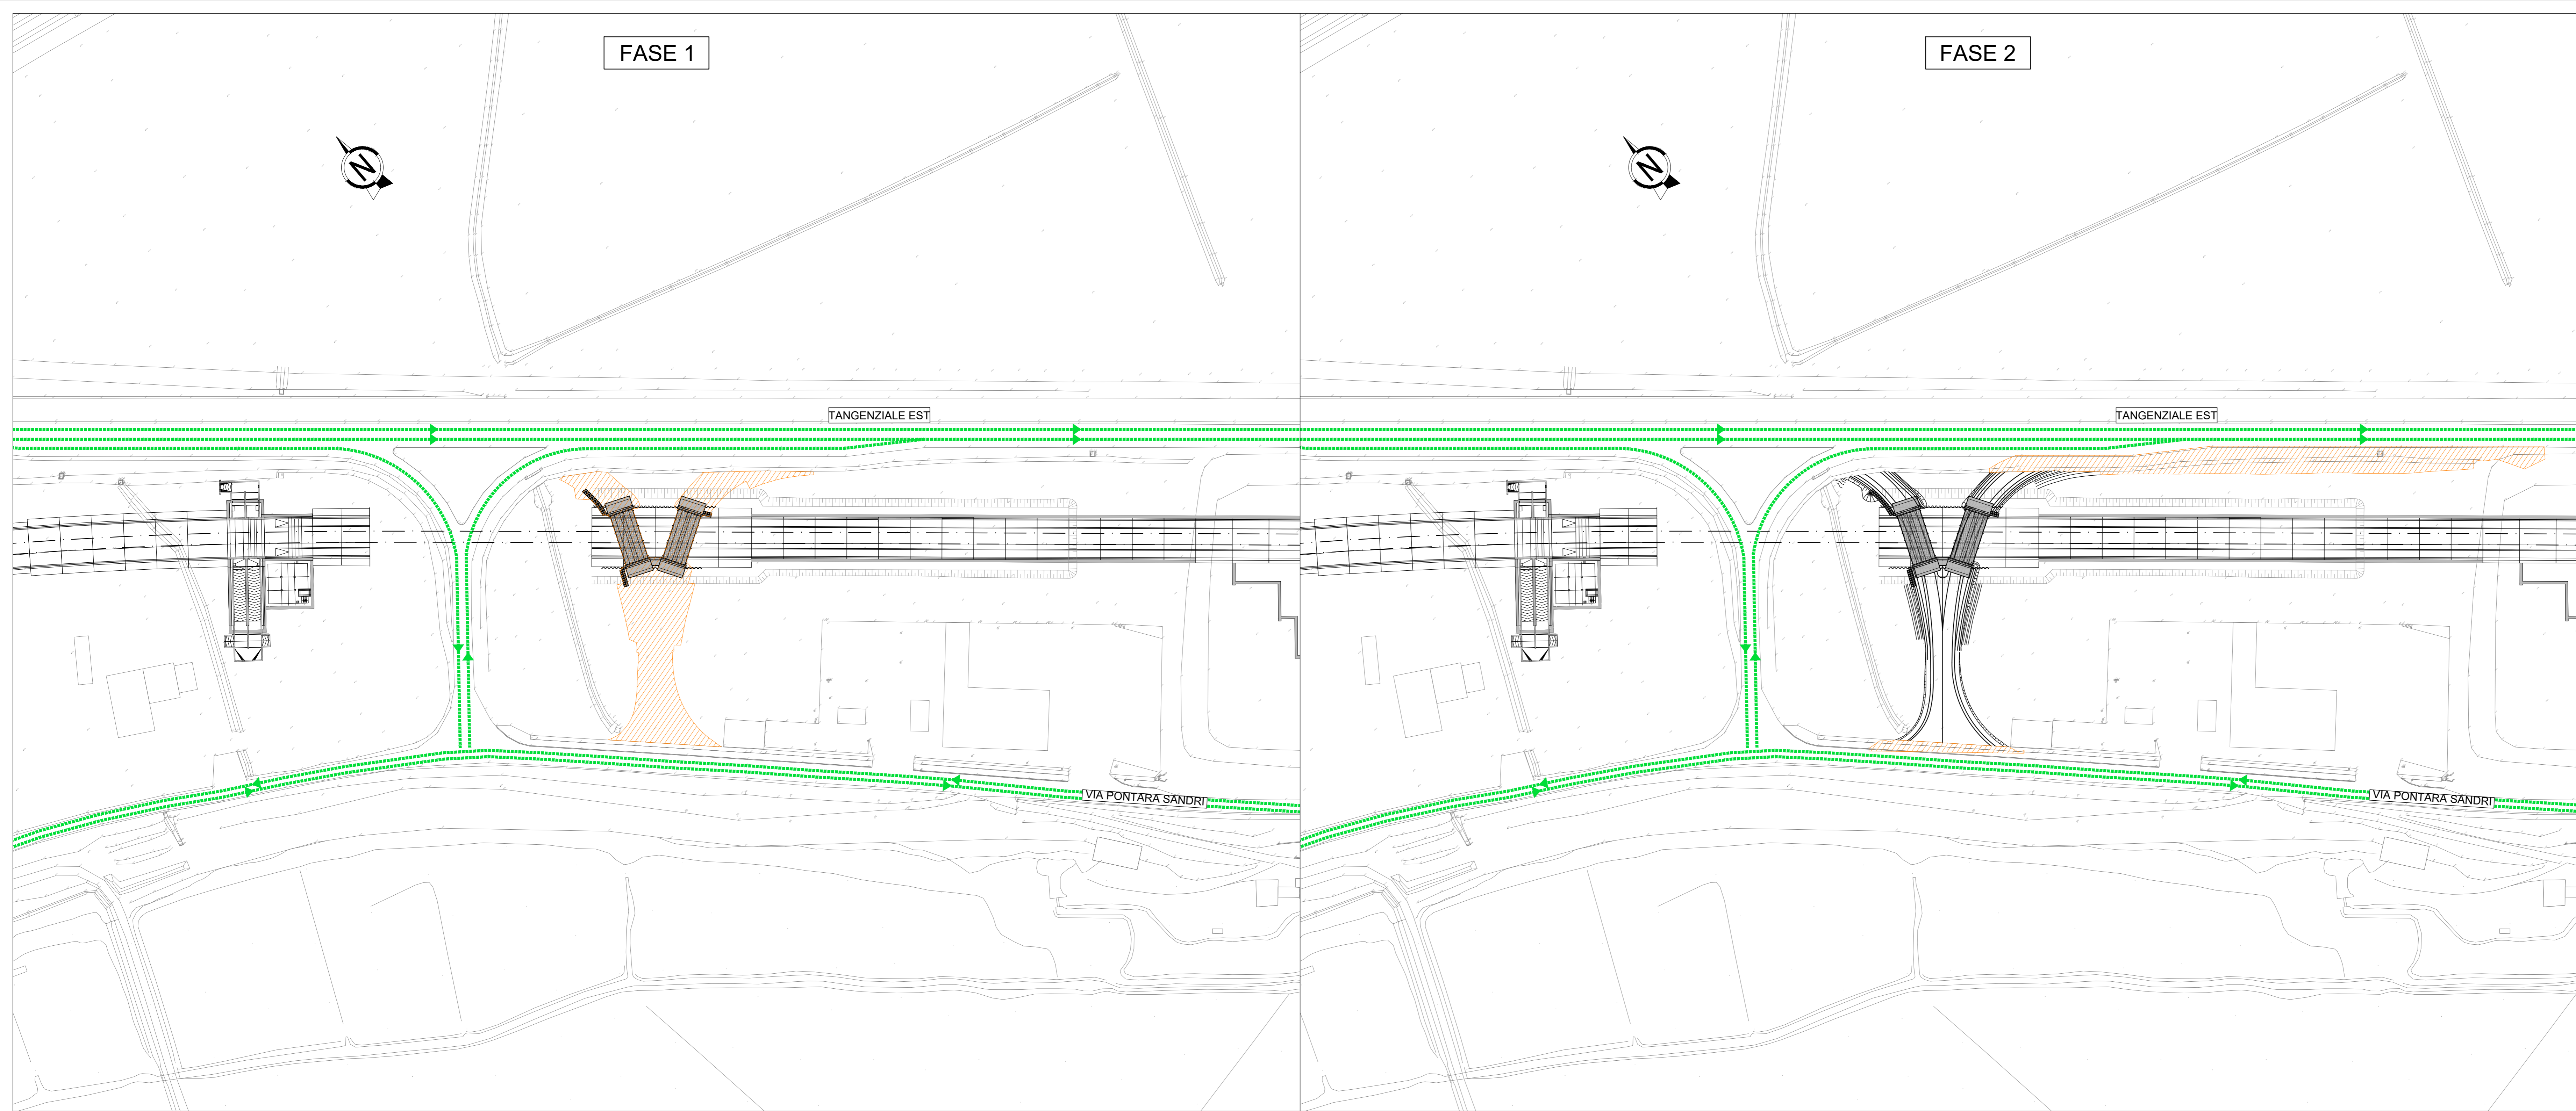 FASE 1
FASE 2
N
N
TANGENZIALE EST
TANGENZIALE EST
VIA PONTARA SANDRI
VIA PONTARA SANDRI